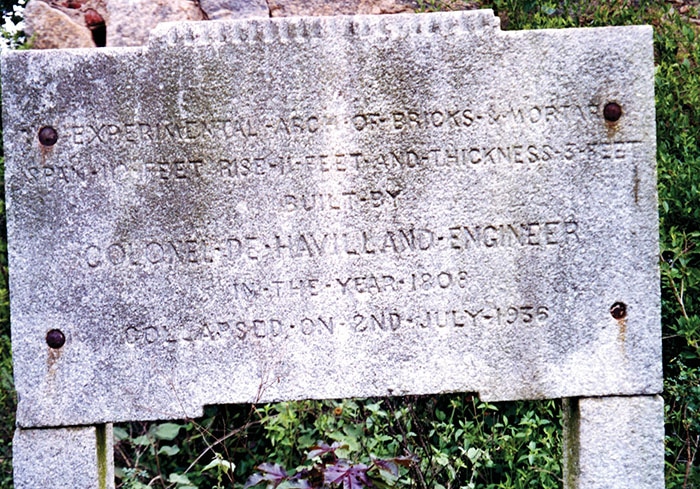 EXPERIMENTAL·ARCH·OF·BRICKS·&·MORTAR
SPAN·110·FEET·RISE·11·FEET·AND·THICKNESS·3·FEET
BUILT·BY
COLONEL·DE·HAVILLAND·ENGINEER
IN·THE·YEAR·1808
COLLAPSED·ON·2ND·JULY·1936